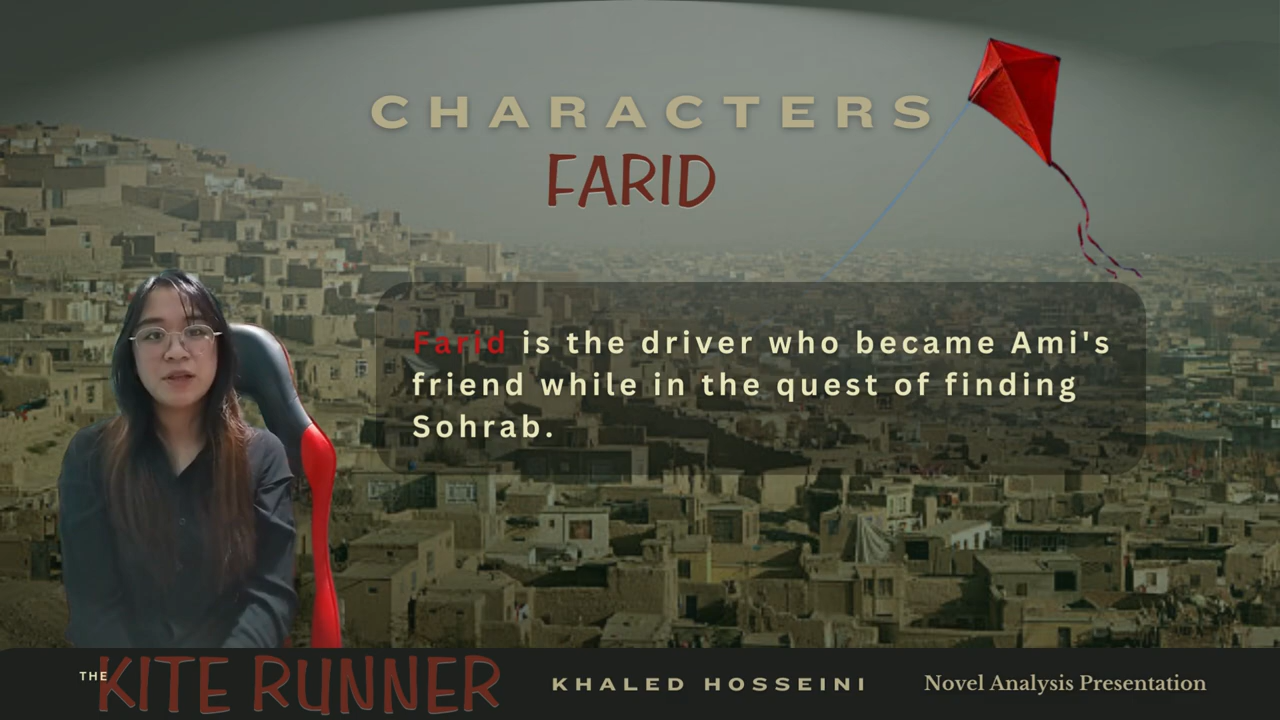 CHARACTERS
FARID
Farid is the driver who became Ami's
friend while in the quest of finding
Sohrab.
THE KITE RUNNER
KHALED HOSSEINI
Novel Analysis Presentation